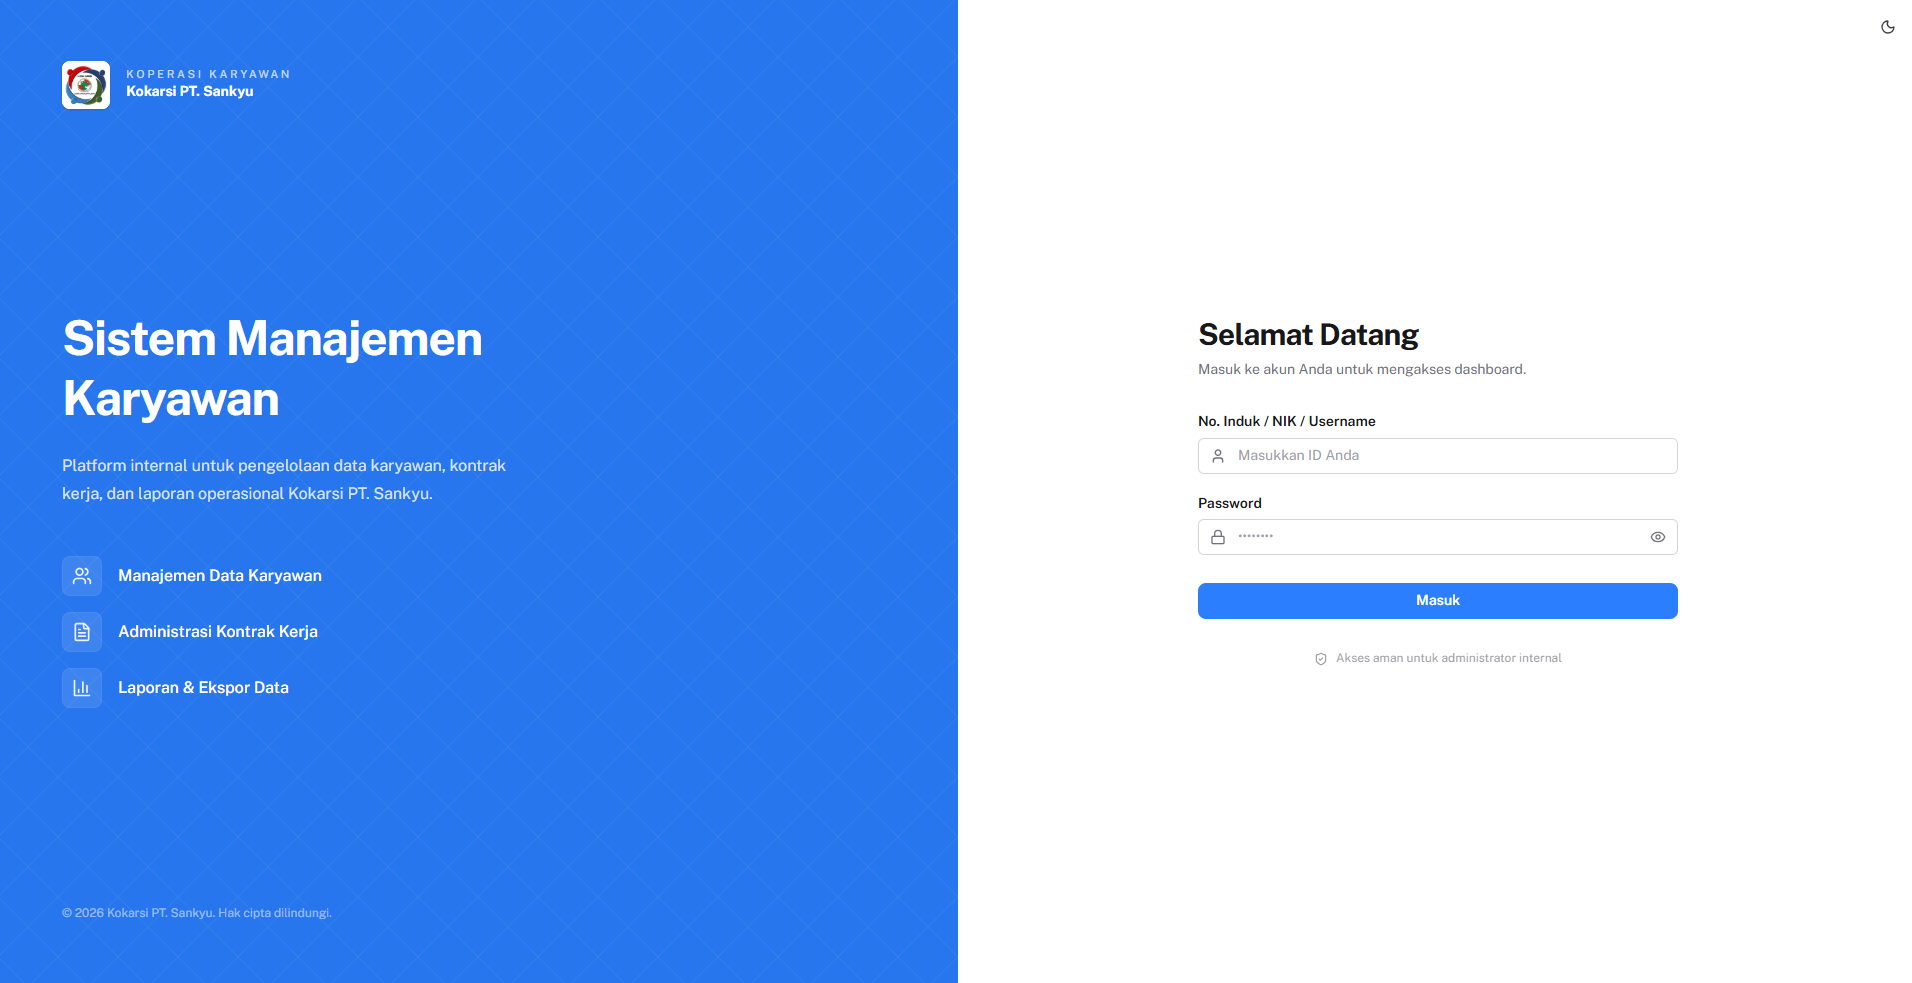 KOPERASI KARYAWAN
Kokarsi PT. Sankyu
Sistem Manajemen
Karyawan
Platform internal untuk pengelolaan data karyawan, kontrak
kerja, dan laporan operasional Kokarsi PT. Sankyu.
Manajemen Data Karyawan
Administrasi Kontrak Kerja
Laporan & Ekspor Data
© 2026 Kokarsi PT. Sankyu. Hak cipta dilindungi.
Selamat Datang
Masuk ke akun Anda untuk mengakses dashboard.
No. Induk / NIK / Username
Masukkan ID Anda
Password
••••••••
Masuk
Akses aman untuk administrator internal